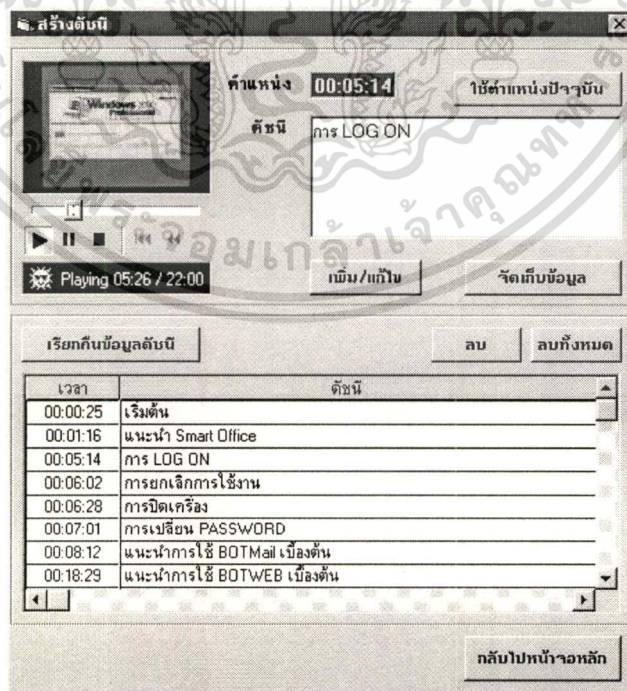 สร้างดัชนี
Windows
Professional
ตำแหน่ง 00:05:14 ใช้ตำแหน่งปัจจุบัน
ดัชนี การ LOG ON
Playing 05:26 / 22:00
เพิ่ม/แก้ไข จัดเก็บข้อมูล
เรียกคืนข้อมูลดัชนี ลบ ลบทั้งหมด
เวลา ดัชนี
00:00:25 เริ่มต้น
00:01:16 แนะนำ Smart Office
00:05:14 การ LOG ON
00:06:02 การยกเลิกการใช้งาน
00:06:28 การปิดเครื่อง
00:07:01 การเปลี่ยน PASSWORD
00:08:12 แนะนำการใช้ BOTMail เบื้องต้น
00:18:29 แนะนำการใช้ BOTWEB เบื้องต้น
กลับไปหน้าจอหลัก